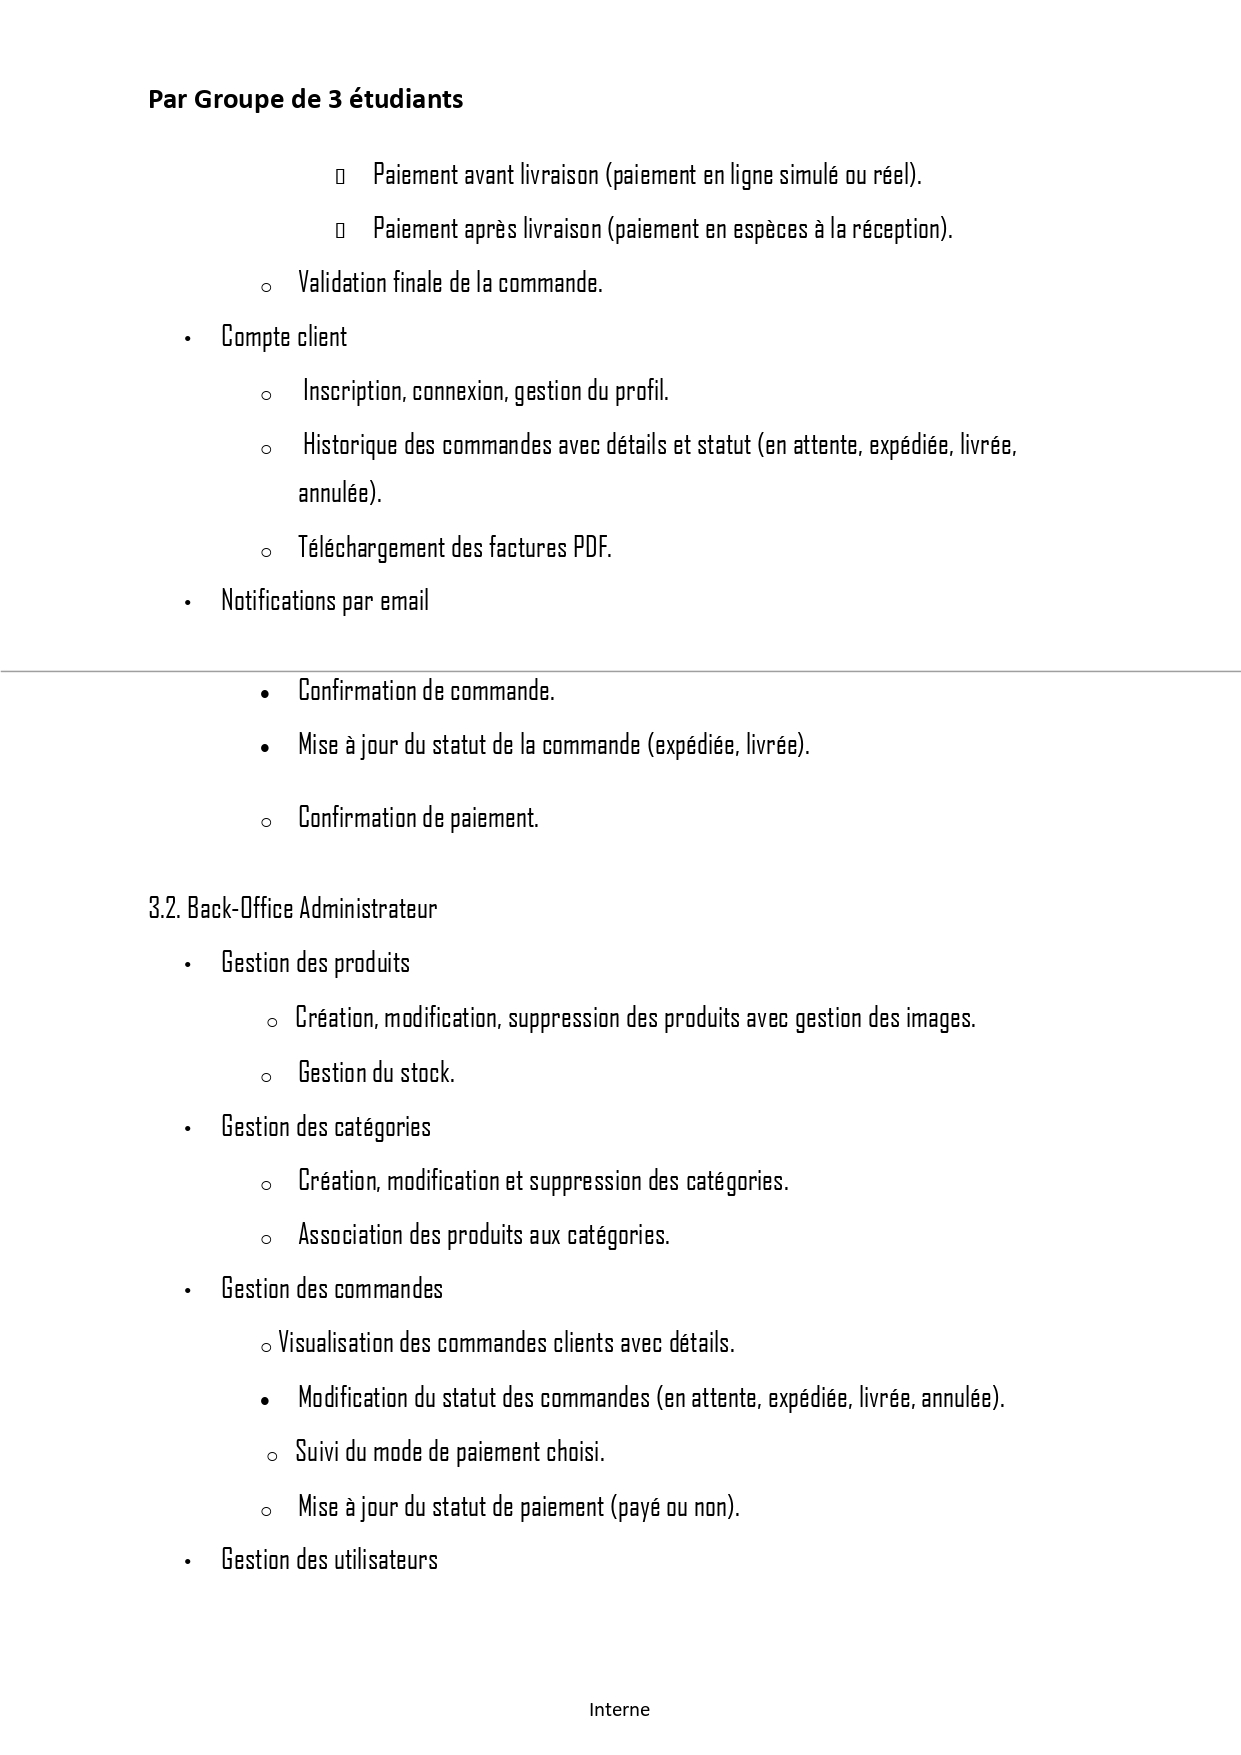 Par Groupe de 3 étudiants
▯ Paiement avant livraison (paiement en ligne simulé ou réel).
▯ Paiement après livraison (paiement en espèces à la réception).
o Validation finale de la commande.
• Compte client
o Inscription, connexion, gestion du profil.
o Historique des commandes avec détails et statut (en attente, expédiée, livrée,
annulée).
o Téléchargement des factures PDF.
• Notifications par email
• Confirmation de commande.
• Mise à jour du statut de la commande (expédiée, livrée).
o Confirmation de paiement.
3.2. Back-Office Administrateur
• Gestion des produits
o Création, modification, suppression des produits avec gestion des images.
o Gestion du stock.
• Gestion des catégories
o Création, modification et suppression des catégories.
o Association des produits aux catégories.
• Gestion des commandes
o Visualisation des commandes clients avec détails.
• Modification du statut des commandes (en attente, expédiée, livrée, annulée).
o Suivi du mode de paiement choisi.
o Mise à jour du statut de paiement (payé ou non).
• Gestion des utilisateurs
Interne